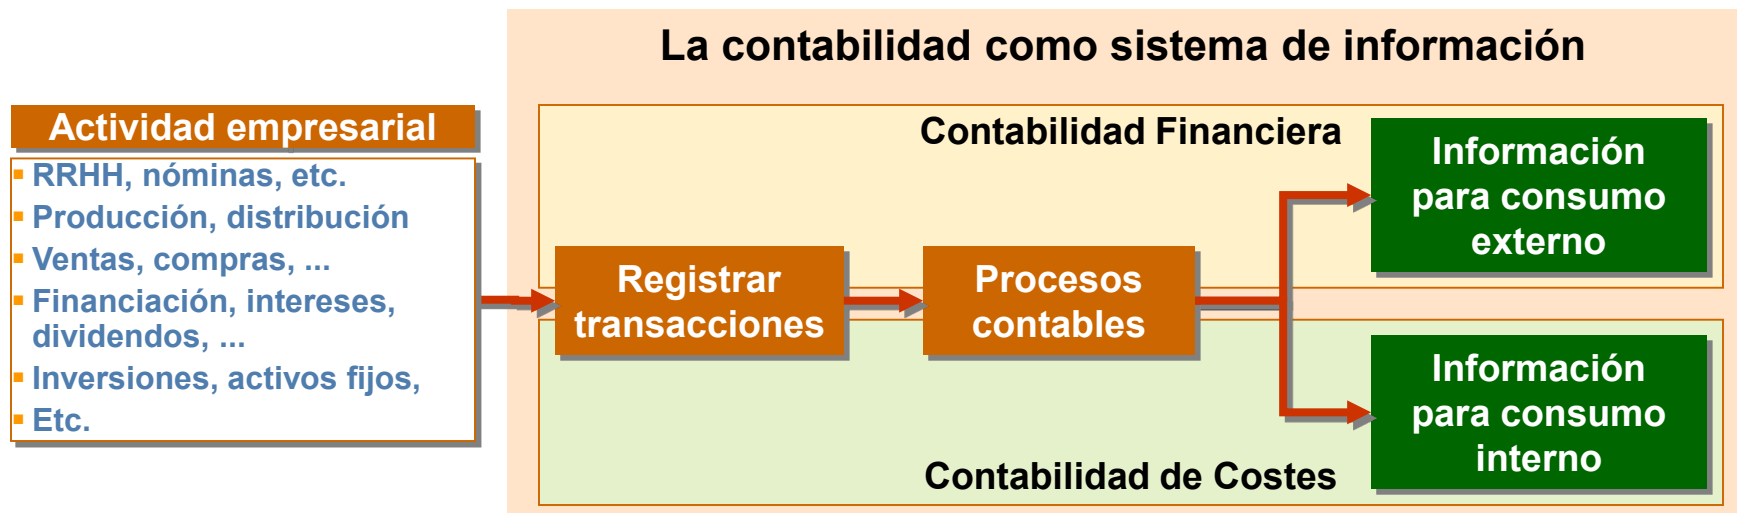 La contabilidad como sistema de información
Actividad empresarial
RRHH, nóminas, etc.
Producción, distribución
Ventas, compras, ...
Financiación, intereses,
dividendos, ...
Inversiones, activos fijos,
Etc.
Contabilidad Financiera
Registrar
transacciones
Procesos
contables
Información
para consumo
externo
Información
para consumo
interno
Contabilidad de Costes